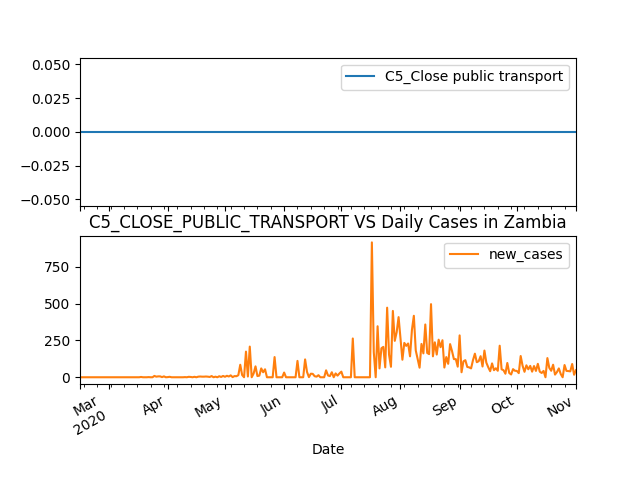 0.050
0.025
0.000
−0.025
−0.050
C5_Close public transport
C5_CLOSE_PUBLIC_TRANSPORT VS Daily Cases in Zambia
750
500
250
0
new_cases
Mar
2020
Apr
May
Jun
Jul
Aug
Sep
Oct
Nov
Date